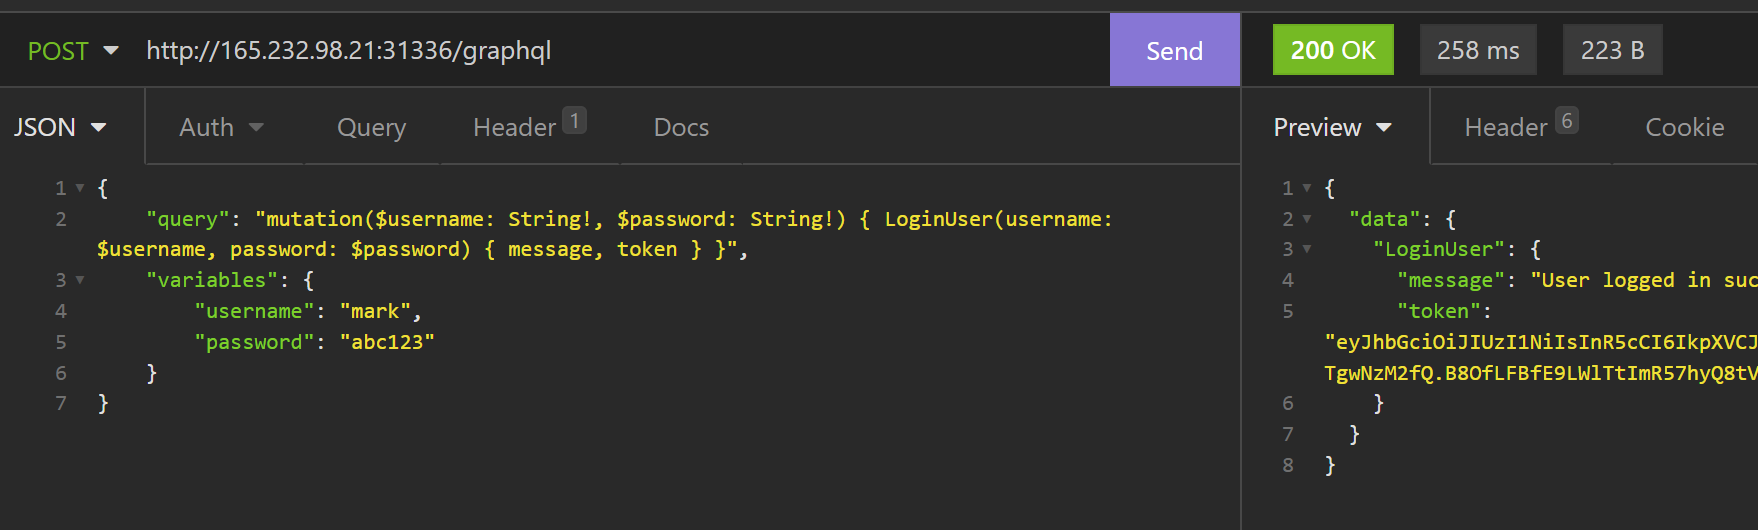 POST http://165.232.98.21:31336/graphql Send 200 OK 258 ms 223 B
JSON Auth Query Header 1 Docs Preview Header 6 Cookie
1 {
2 "query": "mutation($username: String!, $password: String!) { LoginUser(username:
$username, password: $password) { message, token } }",
3 "variables": {
4 "username": "mark",
5 "password": "abc123"
6 }
7 }
1 {
2 "data": {
3 "LoginUser": {
4 "message": "User logged in suc
5 "token":
"eyJhbGciOiJIUzI1NiIsInR5cCI6IkpXVCJ
TgwNzM2fQ.B8OfLFBfE9LWlTtImR57hyQ8tV
6 }
7 }
8 }